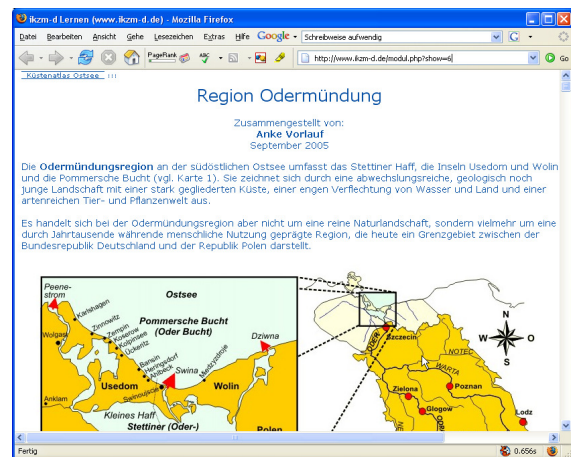 ikzm-d Lernen (www.ikzm-d.de) - Mozilla Firefox
Datei Bearbeiten Ansicht Gehe Lesezeichen Extras Hilfe Google Schreibweise aufwendig G
PageRank ABC http://www.ikzm-d.de/modul.php?show=6 Go
Küstenatlas Ostsee
Region Odermündung
Zusammengestellt von:
Anke Vorlauf
September 2005
Die Odermündungsregion an der südöstlichen Ostsee umfasst das Stettiner Haff, die Inseln Usedom und Wolin
und die Pommersche Bucht (vgl. Karte 1). Sie zeichnet sich durch eine abwechslungsreiche, geologisch noch
junge Landschaft mit einer stark gegliederten Küste, einer engen Verflechtung von Wasser und Land und einer
artenreichen Tier- und Pflanzenwelt aus.
Es handelt sich bei der Odermündungsregion aber nicht um eine reine Naturlandschaft, sondern vielmehr um eine
durch Jahrtausende währende menschliche Nutzung geprägte Region, die heute ein Grenzgebiet zwischen der
Bundesrepublik Deutschland und der Republik Polen darstellt.
Peene-
strom
Ostsee
Karlshagen
Zinnowitz
Zempin
Koserow
Kolpinsee
Ückeritz
Wolgast
Pommersche Bucht
(Oder Bucht)
Dziwna
Bansin
Heringsdorf
Ahlbeck
Swina
Miedzyzdroje
Usedom
Swinoujscie
Wolin
Anklam
Kleines Haff
Stettiner (Oder-)
Polen
N
W O
S
ODER
Szczecin
NOTEC
WARTA
Poznan
Zielona
Glogow
Lodz
ODRA
Fertig 0.656s